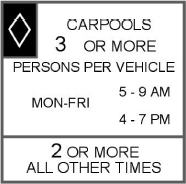 CARPOOLS
3 OR MORE
PERSONS PER VEHICLE
MON-FRI
5 - 9 AM
4 - 7 PM
2 OR MORE
ALL OTHER TIMES